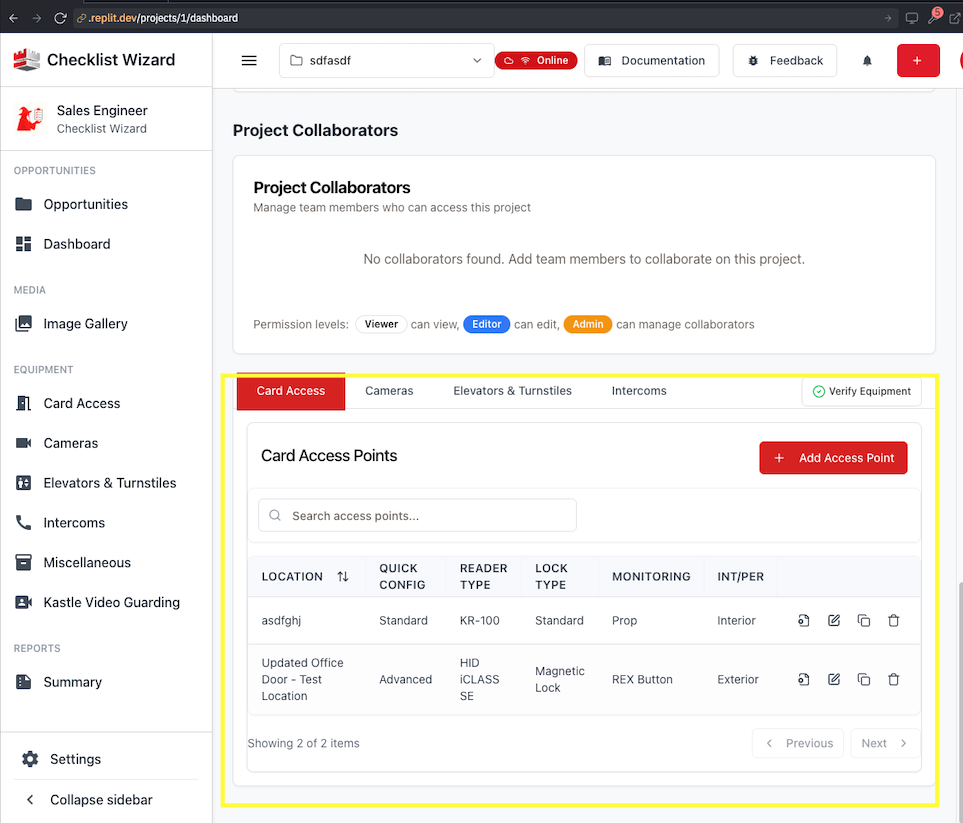 .replit.dev/projects/1/dashboard
5
Checklist Wizard
sdfasdf
Online
Documentation
Feedback
Sales Engineer
Checklist Wizard
OPPORTUNITIES
Opportunities
Dashboard
MEDIA
Image Gallery
EQUIPMENT
Card Access
Cameras
Elevators & Turnstiles
Intercoms
Miscellaneous
Kastle Video Guarding
REPORTS
Summary
Settings
Collapse sidebar
Project Collaborators
Project Collaborators
Manage team members who can access this project
No collaborators found. Add team members to collaborate on this project.
Permission levels: Viewer can view, Editor can edit, Admin can manage collaborators
Card Access Cameras Elevators & Turnstiles Intercoms Verify Equipment
Card Access Points
+ Add Access Point
Search access points...
LOCATION QUICK CONFIG READER TYPE LOCK TYPE MONITORING INT/PER
asdfghj Standard KR-100 Standard Prop Interior
Updated Office Door - Test Location Advanced HID iCLASS SE Magnetic Lock REX Button Exterior
Showing 2 of 2 items
Previous Next